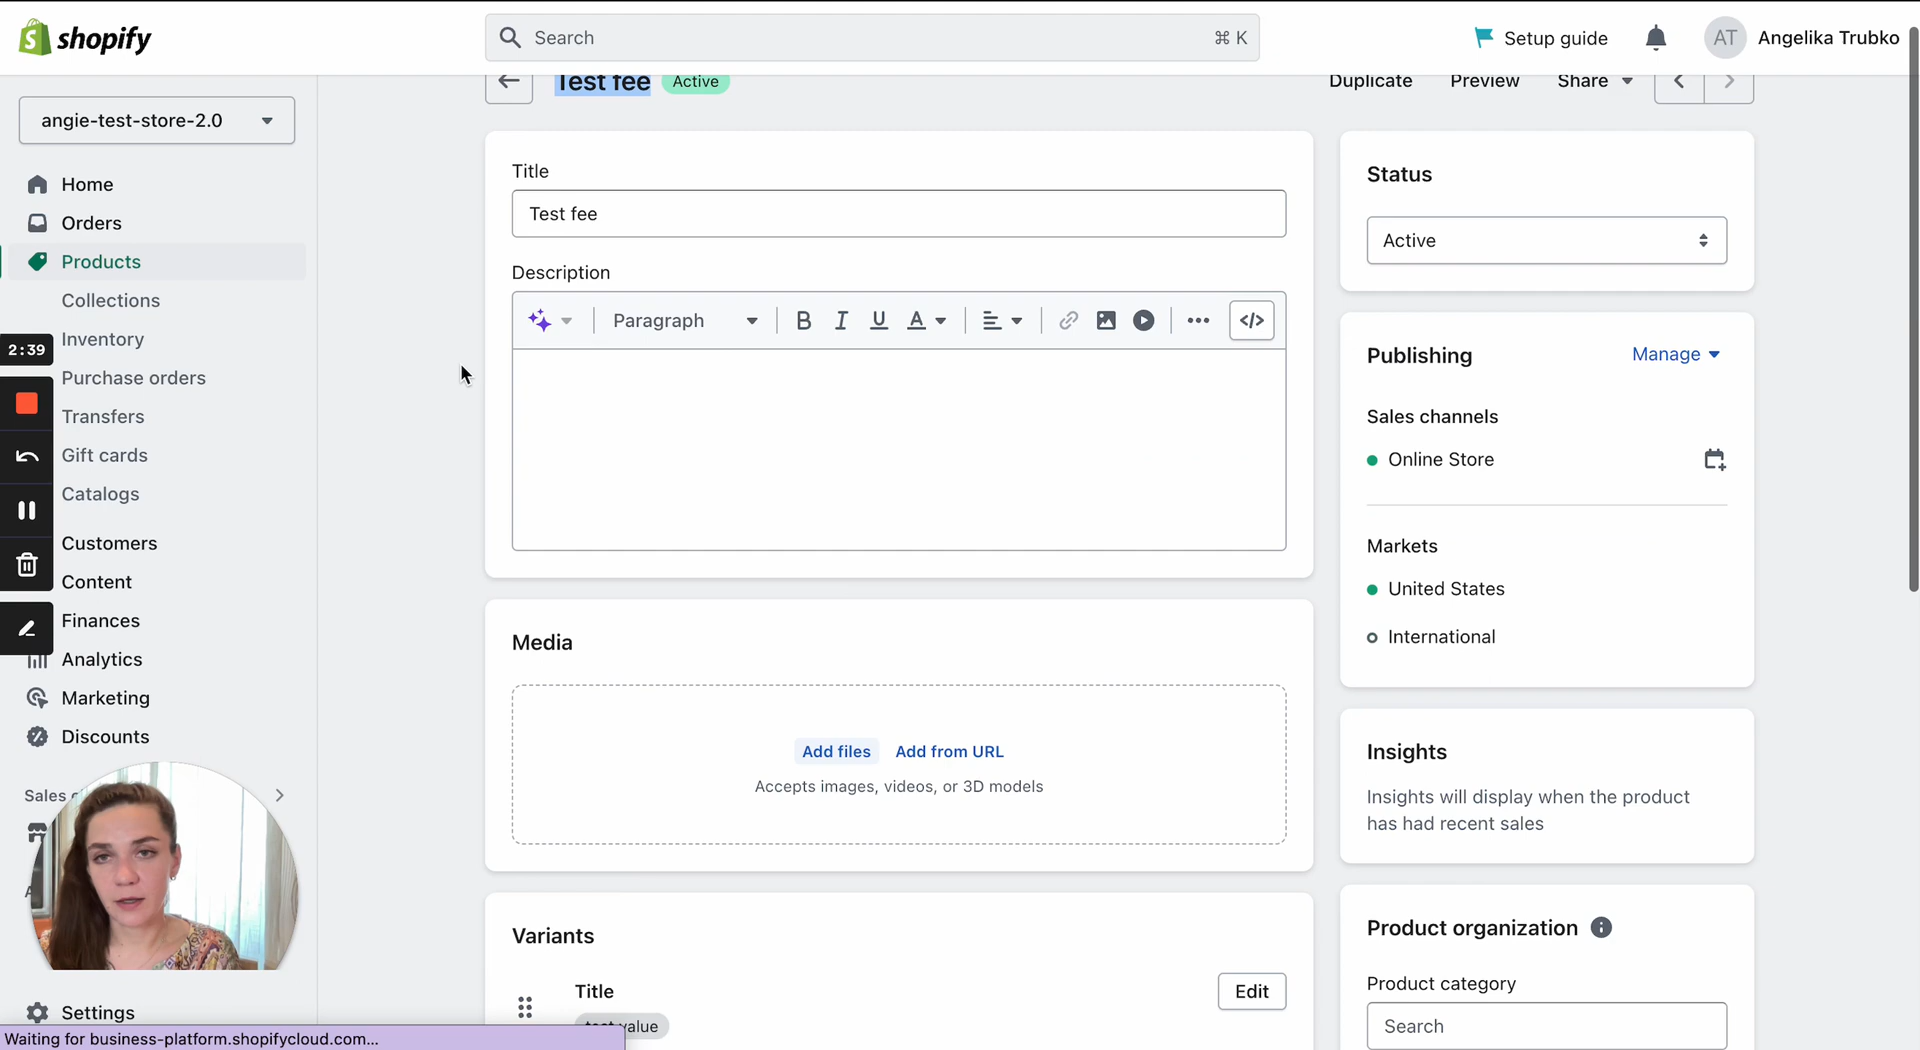 shopify
Search
⌘ K
Setup guide
AT
Angelika Trubko
angie-test-store-2.0
Test fee
Active
Duplicate
Preview
Share
Home
Orders
Products
Collections
Inventory
2:39
Purchase orders
Transfers
Gift cards
Catalogs
Customers
Content
Finances
Analytics
Marketing
Discounts
Sales
Settings
Waiting for business-platform.shopifycloud.com...
Title
Test fee
Description
Paragraph
B I U A
</>
Media
Add files
Add from URL
Accepts images, videos, or 3D models
Variants
Title
Edit
test value
Status
Active
Publishing
Manage
Sales channels
Online Store
Markets
United States
International
Insights
Insights will display when the product
has had recent sales
Product organization
Product category
Search